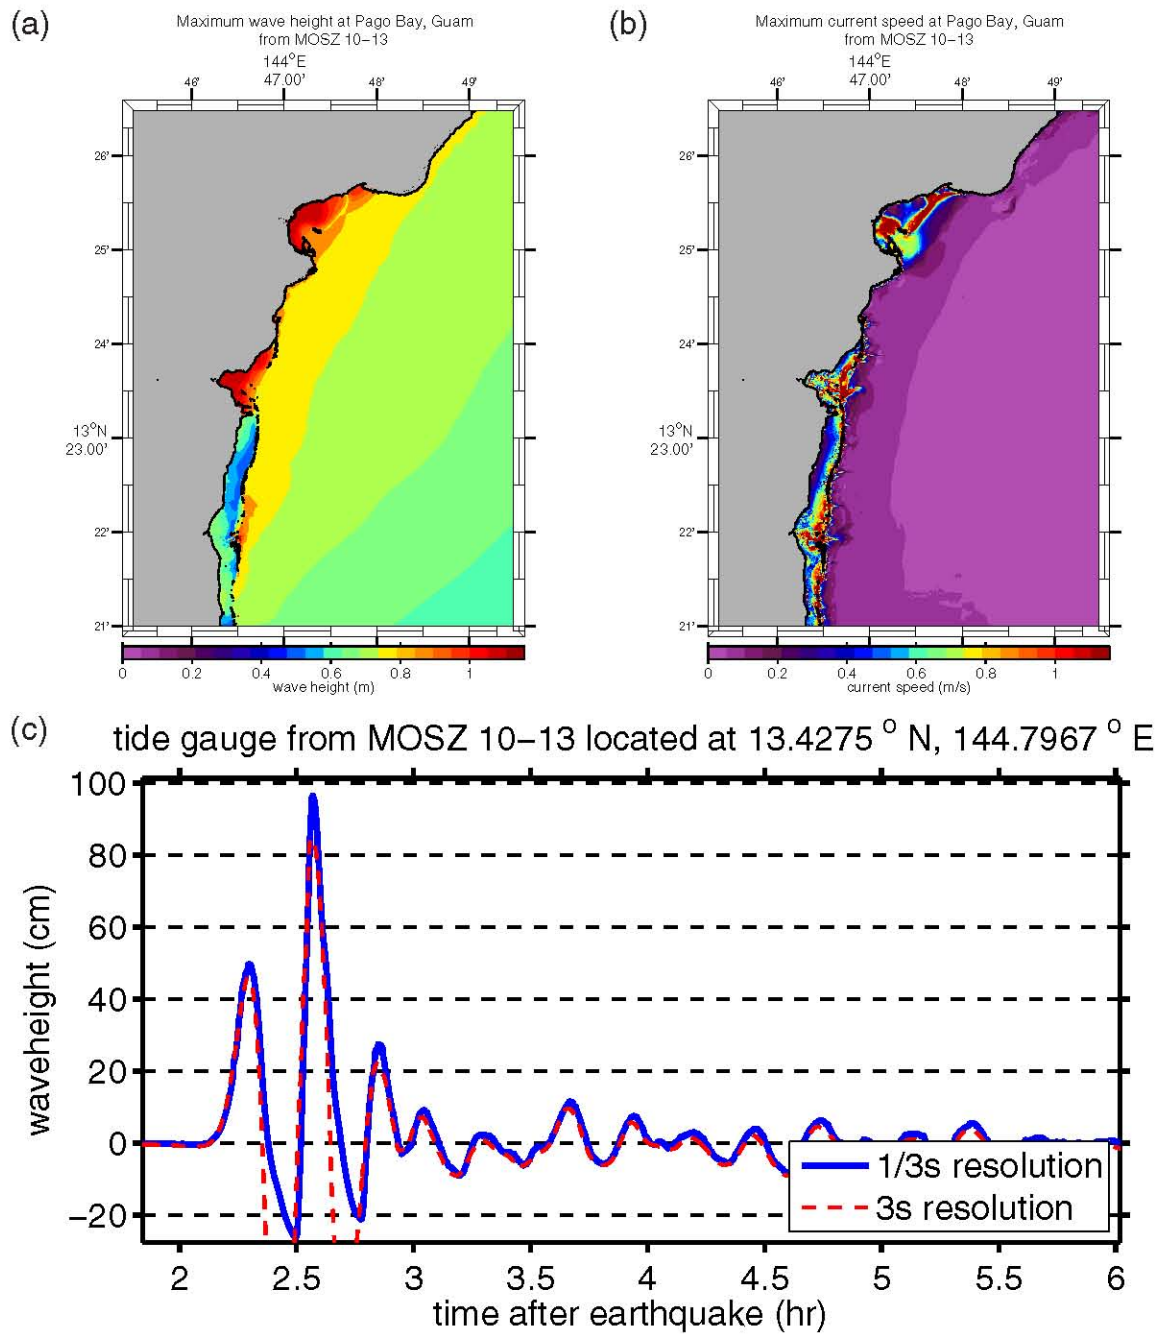 (a)
Maximum wave height at Pago Bay, Guam
from MOSZ 10−13
144°E
46' 47.00' 48' 49'
26'
25'
24'
13°N
23.00'
22'
21'
0 0.2 0.4 0.6 0.8 1
wave height (m)
(b)
Maximum current speed at Pago Bay, Guam
from MOSZ 10−13
144°E
46' 47.00' 48' 49'
26'
25'
24'
13°N
23.00'
22'
21'
0 0.2 0.4 0.6 0.8 1
current speed (m/s)
(c)
tide gauge from MOSZ 10−13 located at 13.4275 ° N, 144.7967 ° E
100
80
60
40
20
0
−20
waveheight (cm)
1/3s resolution
3s resolution
2 2.5 3 3.5 4 4.5 5 5.5 6
time after earthquake (hr)